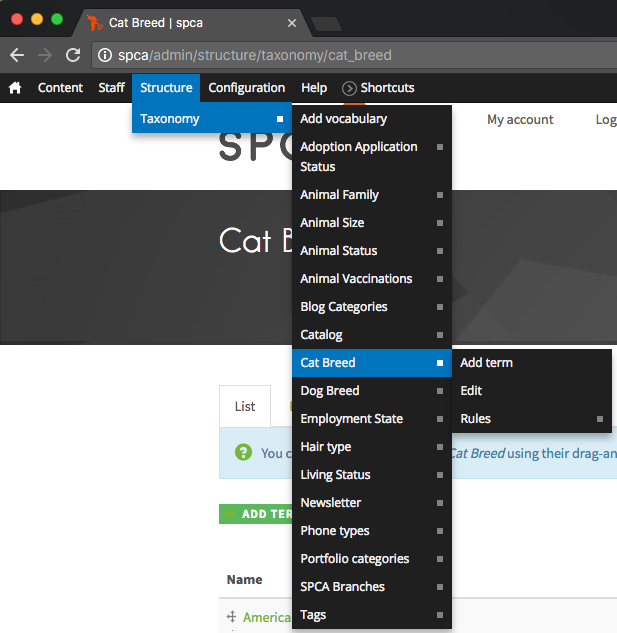 Cat Breed | spca
spca/admin/structure/taxonomy/cat_breed
Content Staff Structure Configuration Help Shortcuts
Taxonomy
Add vocabulary
Adoption Application
Status
Animal Family
Animal Size
Animal Status
Animal Vaccinations
Blog Categories
Catalog
Cat Breed
Dog Breed
Employment State
Hair type
Living Status
Newsletter
Phone types
Portfolio categories
SPCA Branches
Tags
Add term
Edit
Rules
My account Log
SPC
Cat B
List
You c
Cat Breed using their drag-an
ADD TER
Name
America